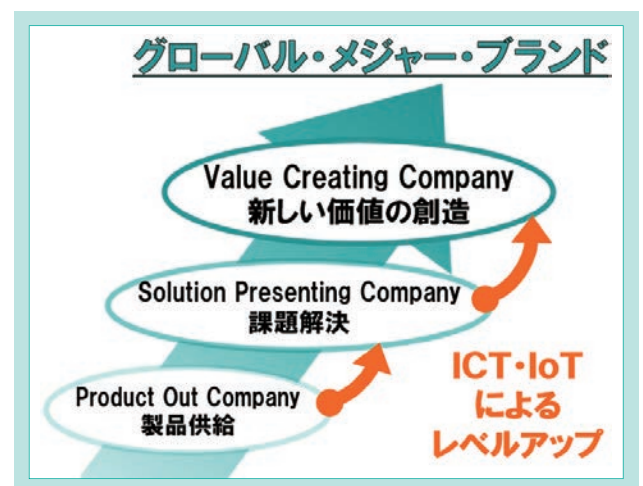 グローバル・メジャー・ブランド
Value Creating Company
新しい価値の創造
Solution Presenting Company
課題解決
Product Out Company
製品供給
ICT・IoT
による
レベルアップ